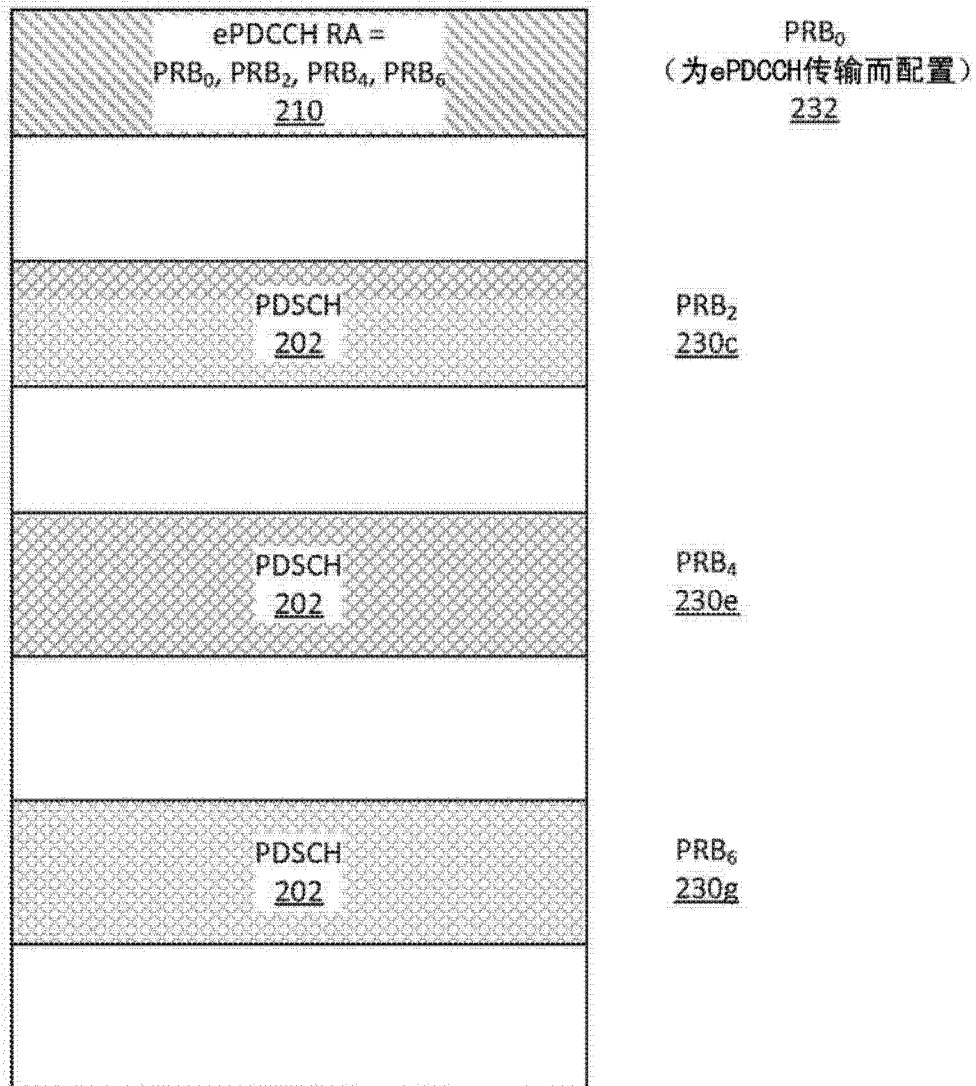 ePDCCH RA =
PRB₀, PRB₂, PRB₄, PRB₆
210
PRB₀
（为ePDCCH传输而配置）
232
PDSCH
202
PRB₂
230c
PDSCH
202
PRB₄
230e
PDSCH
202
PRB₆
230g